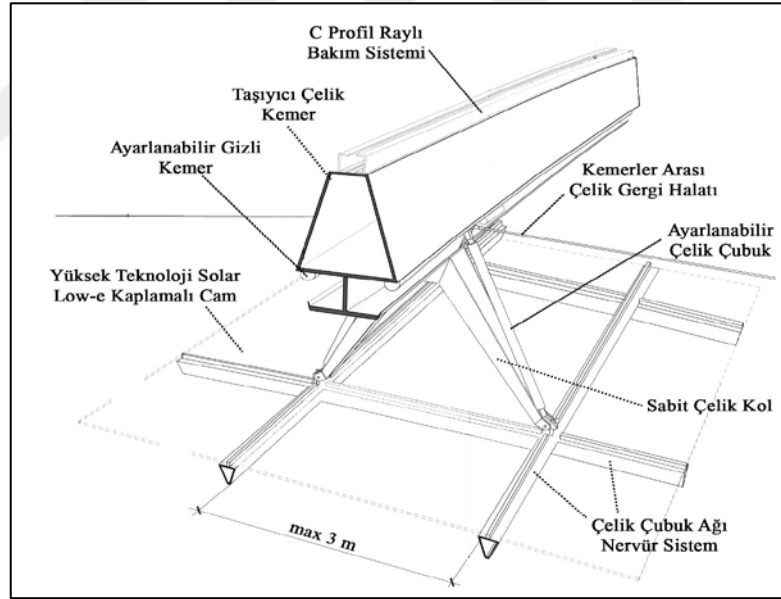 C Profil Raylı
Bakım Sistemi
Taşıyıcı Çelik
Kemer
Ayarlanabilir Gizli
Kemer
Kemerler Arası
Çelik Gergi Halatı
Yüksek Teknoloji Solar
Low-e Kaplamalı Cam
Ayarlanabilir
Çelik Çubuk
Sabit Çelik Kol
Çelik Çubuk Ağı
Nervür Sistem
max 3 m